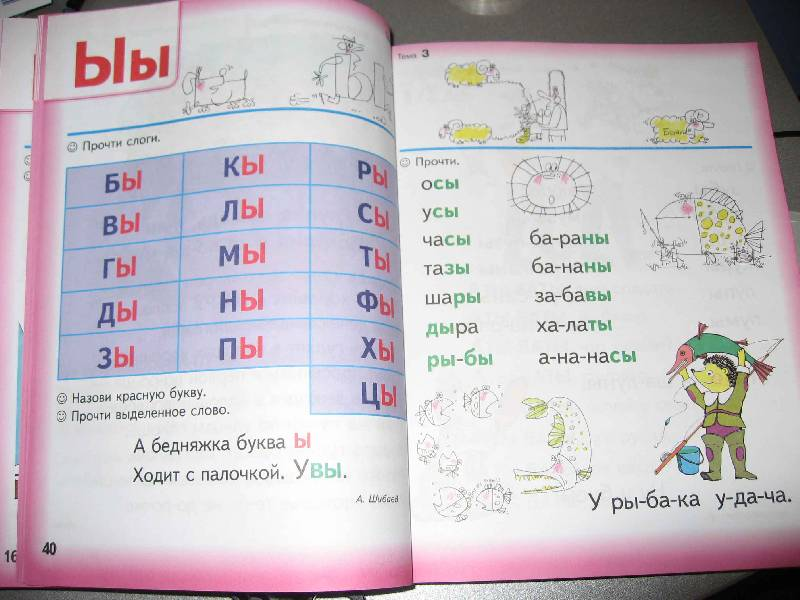 Ыы
☺ Прочти слоги.
БЫ КЫ РЫ
ВЫ ЛЫ СЫ
ГЫ МЫ ТЫ
ДЫ НЫ ФЫ
ЗЫ ПЫ ХЫ
ЦЫ
☺ Назови красную букву.
☺ Прочти выделенное слово.
А бедняжка буква Ы
Ходит с палочкой. Увы.
А. Шибаев
16
40
Тема 3
☺ Прочти.
осы
усы
часы ба-раны
тазы ба-наны
шары за-бавы
дыра ха-латы
ры-бы а-на-насы
У ры-ба-ка у-да-ча.